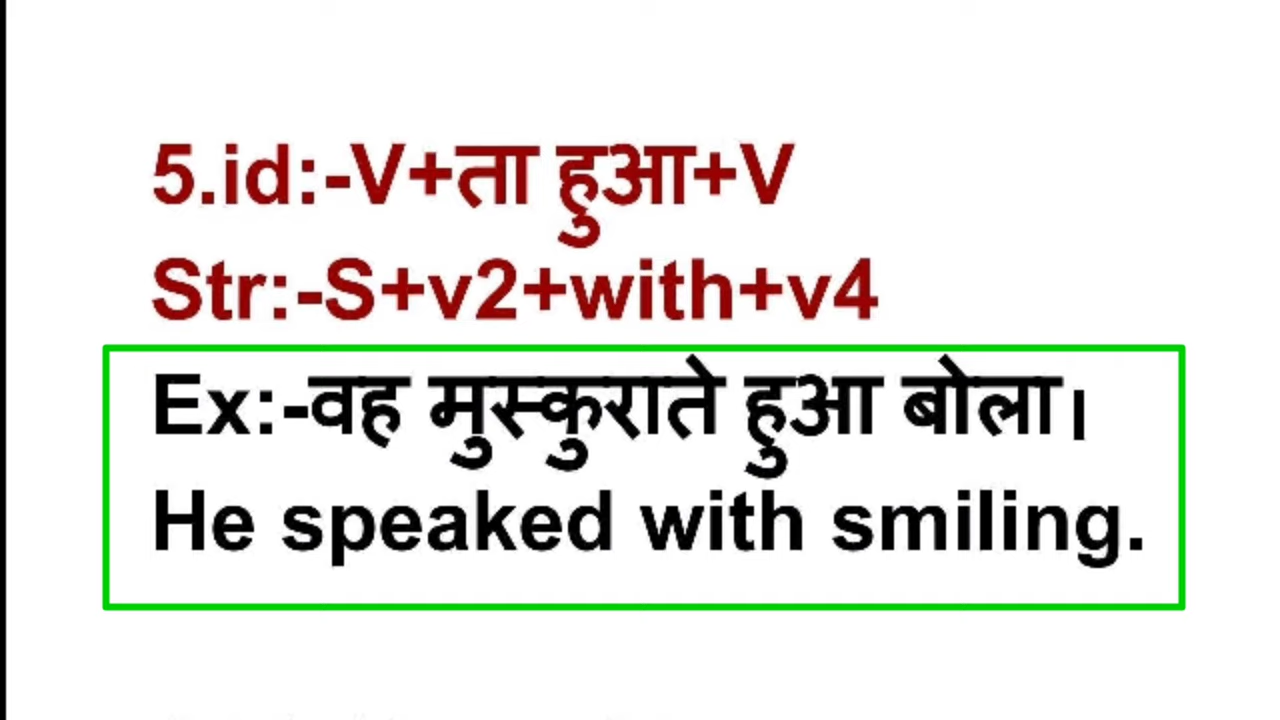 5.id:-V+ता हुआ+V
Str:-S+v2+with+v4
Ex:-वह मुस्कुराते हुआ बोला।
He speaked with smiling.